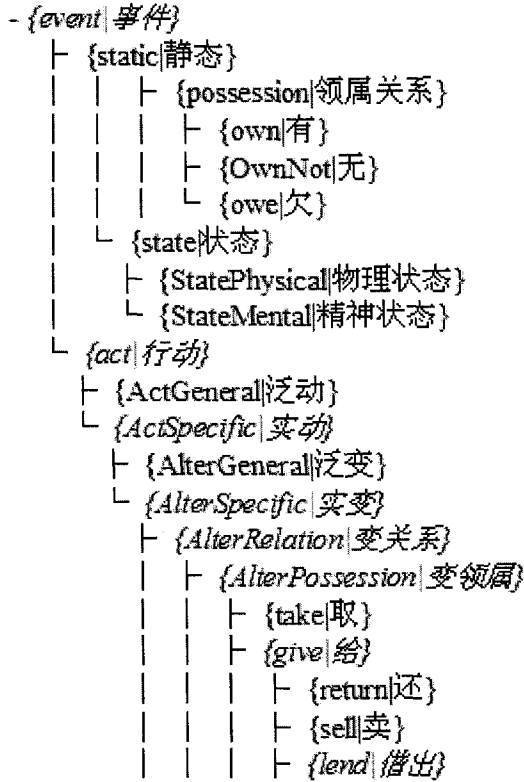 - {event|事件}
├ {static|静态}
│ │ ├ {possession|领属关系}
│ │ │ ├ {own|有}
│ │ │ ├ {OwnNot|无}
│ │ │ └ {owe|欠}
│ └ {state|状态}
│ ├ {StatePhysical|物理状态}
│ └ {StateMental|精神状态}
└ {act|行动}
├ {ActGeneral|泛动}
└ {ActSpecific|实动}
├ {AlterGeneral|泛变}
└ {AlterSpecific|实变}
├ {AlterRelation|变关系}
│ ├ {AlterPossession|变领属}
│ │ ├ {take|取}
│ │ ├ {give|给}
│ │ │ ├ {return|还}
│ │ │ ├ {sell|卖}
│ │ │ ├ {lend|借出}